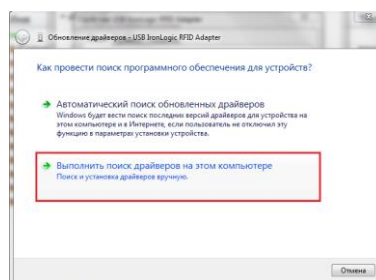 Обновление драйверов - USB IronLogic RFID Adapter
Как провести поиск программного обеспечения для устройств?
Автоматический поиск обновленных драйверов
Windows будет вести поиск последних версий драйверов для устройства на
этом компьютере и в Интернете, если пользователь не отключил эту
функцию в параметрах установки устройства.
Выполнить поиск драйверов на этом компьютере
Поиск и установка драйверов вручную.
Отмена